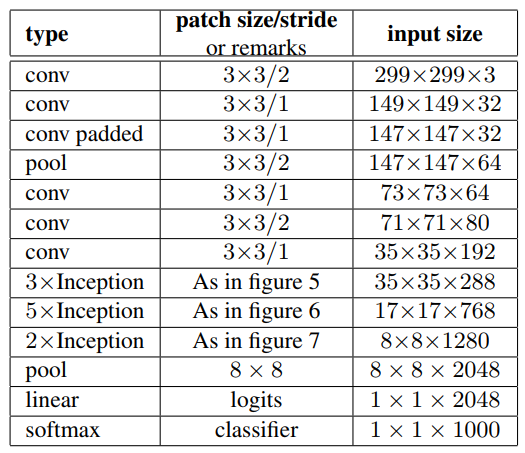 type patch size/stride or remarks input size
conv 3×3/2 299×299×3
conv 3×3/1 149×149×32
conv padded 3×3/1 147×147×32
pool 3×3/2 147×147×64
conv 3×3/1 73×73×64
conv 3×3/2 71×71×80
conv 3×3/1 35×35×192
3×Inception As in figure 5 35×35×288
5×Inception As in figure 6 17×17×768
2×Inception As in figure 7 8×8×1280
pool 8 × 8 8 × 8 × 2048
linear logits 1 × 1 × 2048
softmax classifier 1 × 1 × 1000